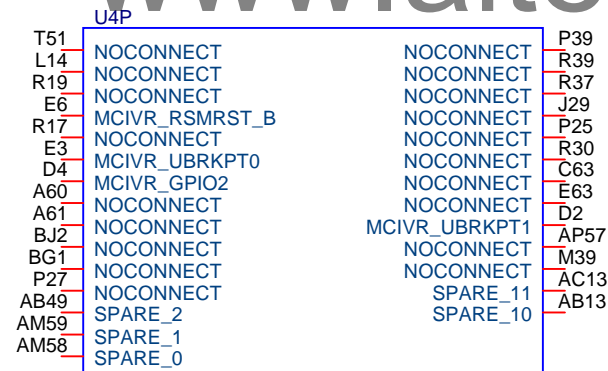 U4P
T51 NOCONNECT NOCONNECT P39
L14 NOCONNECT NOCONNECT R39
R19 NOCONNECT NOCONNECT R37
E6 MCIVR_RSMRST_B NOCONNECT J29
R17 NOCONNECT NOCONNECT P25
E3 MCIVR_UBRKPT0 NOCONNECT R30
D4 MCIVR_GPIO2 NOCONNECT C63
A60 NOCONNECT NOCONNECT E63
A61 NOCONNECT MCIVR_UBRKPT1 D2
BJ2 NOCONNECT NOCONNECT AP57
BG1 NOCONNECT NOCONNECT M39
P27 NOCONNECT SPARE_11 AC13
AB49 SPARE_2 SPARE_10 AB13
AM59 SPARE_1
AM58 SPARE_0